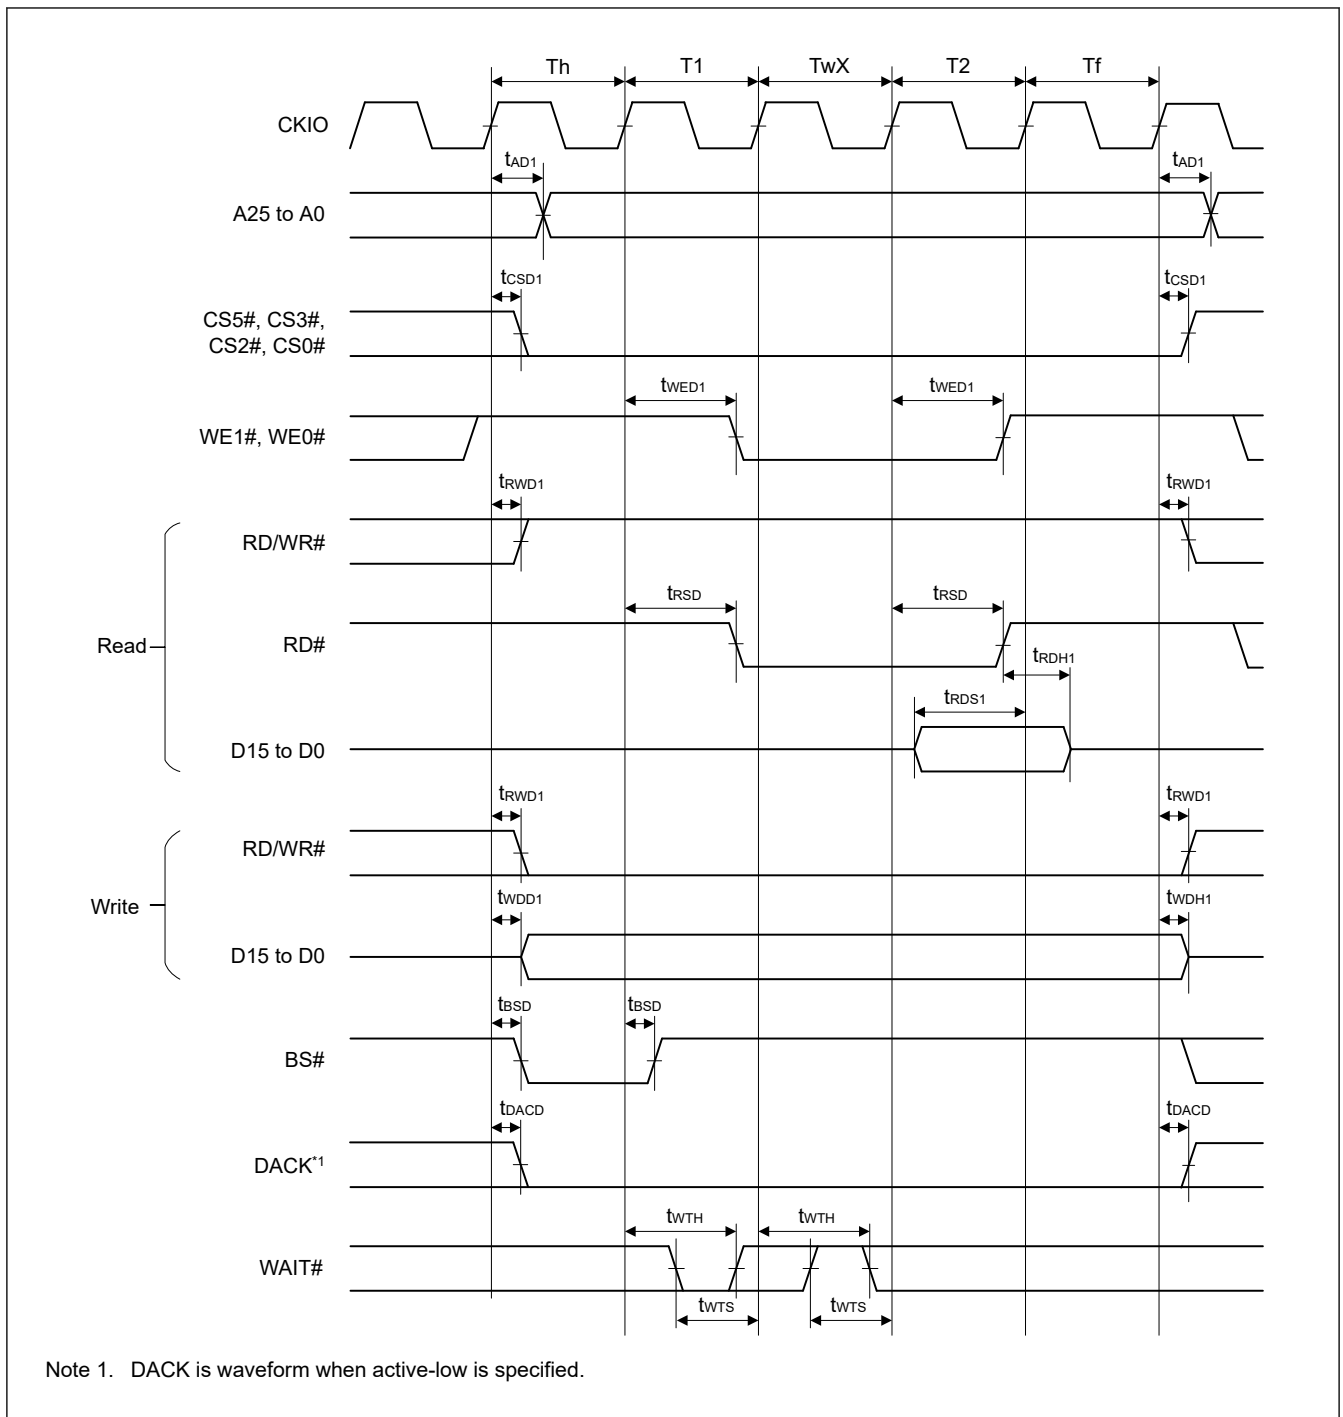 Th T1 TwX T2 Tf
CKIO
tAD1 tAD1
A25 to A0
tCSD1 tCSD1
CS5#, CS3#,
CS2#, CS0#
tWED1 tWED1
WE1#, WE0#
tRWD1 tRWD1
RD/WR#
tRSD tRSD
Read
RD#
tRDH1
tRDS1
D15 to D0
tRWD1 tRWD1
RD/WR#
Write
tWDD1 tWDH1
D15 to D0
tBSD tBSD
BS#
tDACD tDACD
DACK*1
tWTH tWTH
WAIT#
tWTS tWTS
Note 1. DACK is waveform when active-low is specified.